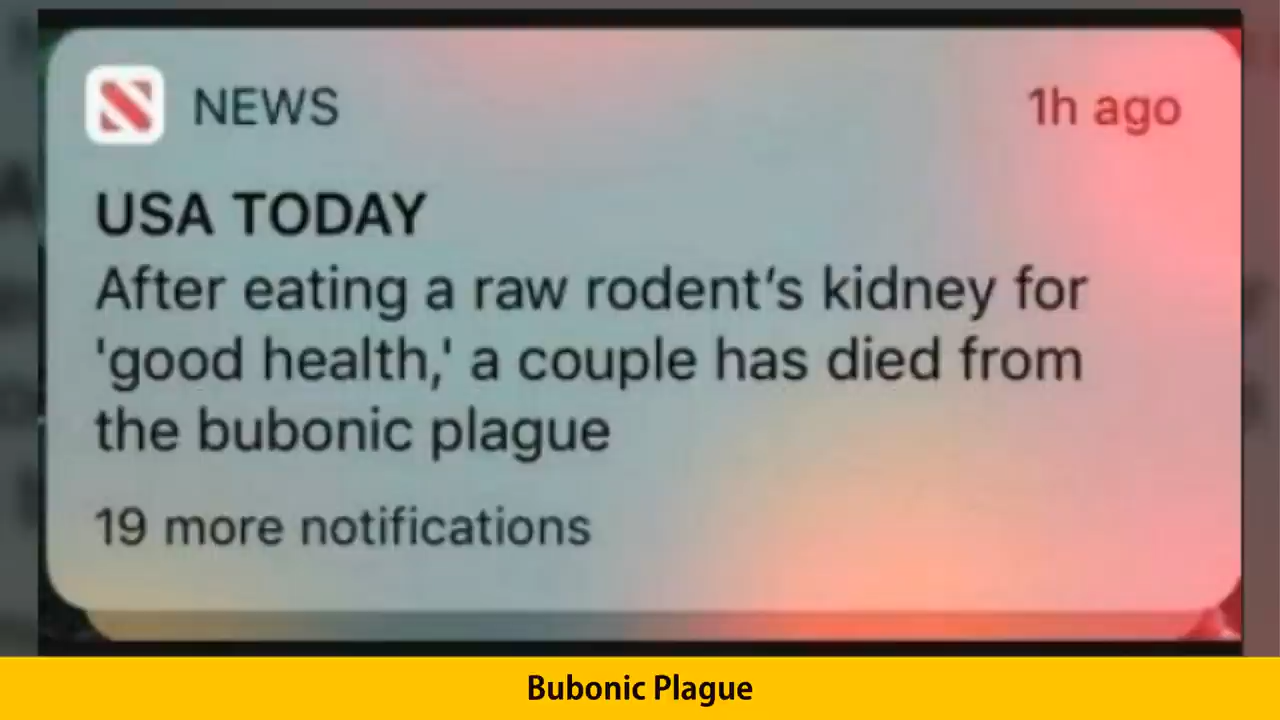 NEWS
1h ago
USA TODAY
After eating a raw rodent’s kidney for
'good health,' a couple has died from
the bubonic plague
19 more notifications
Bubonic Plague